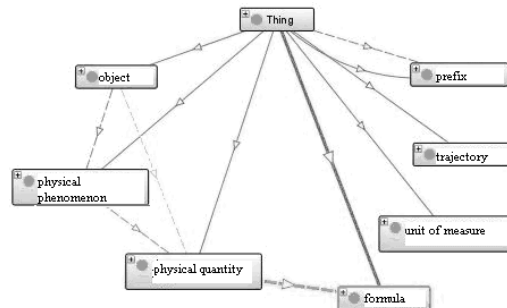 Thing
object
prefix
trajectory
physical
phenomenon
unit of measure
physical quantity
formula